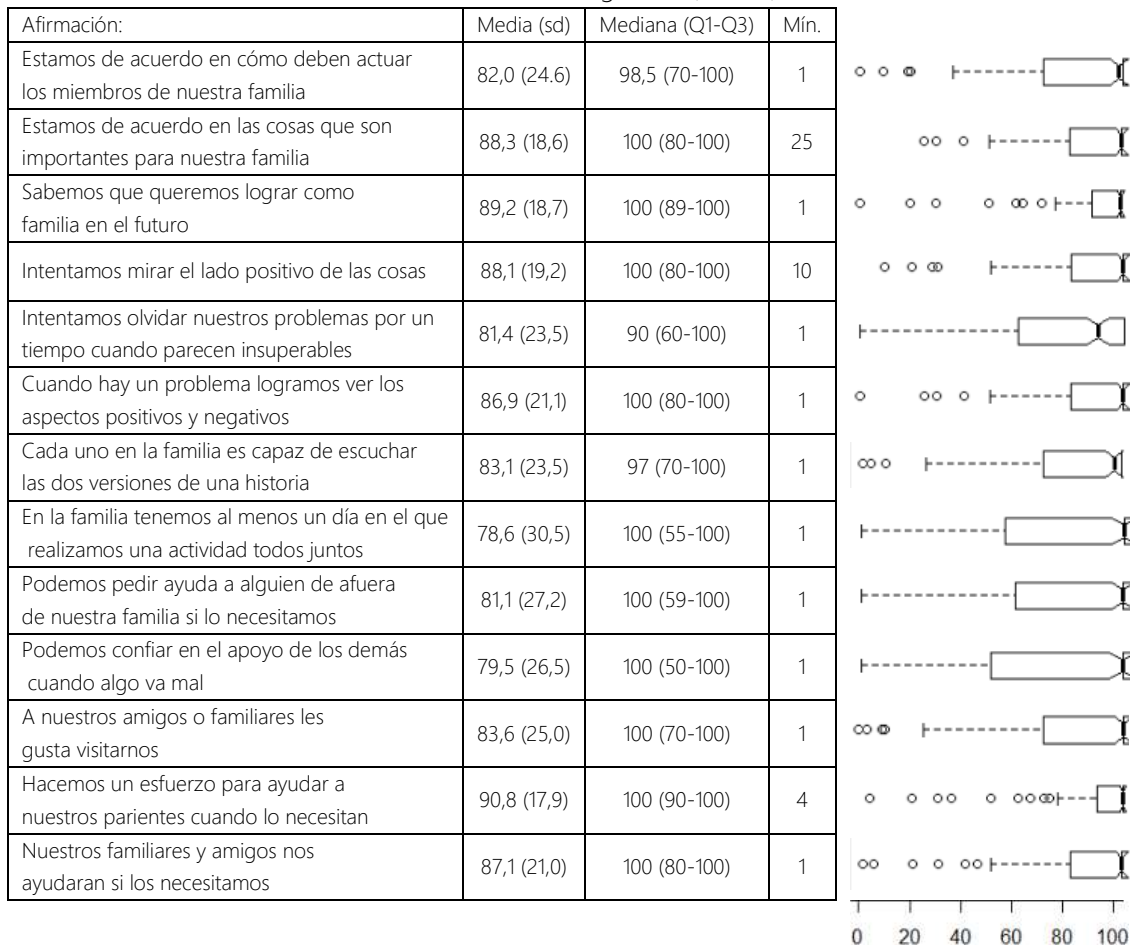 Afirmación: Media (sd) Mediana (Q1-Q3) Mín.
Estamos de acuerdo en cómo deben actuar
los miembros de nuestra familia
82,0 (24.6) 98,5 (70-100) 1
Estamos de acuerdo en las cosas que son
importantes para nuestra familia
88,3 (18,6) 100 (80-100) 25
Sabemos que queremos lograr como
familia en el futuro
89,2 (18,7) 100 (89-100) 1
Intentamos mirar el lado positivo de las cosas 88,1 (19,2) 100 (80-100) 10
Intentamos olvidar nuestros problemas por un
tiempo cuando parecen insuperables
81,4 (23,5) 90 (60-100) 1
Cuando hay un problema logramos ver los
aspectos positivos y negativos
86,9 (21,1) 100 (80-100) 1
Cada uno en la familia es capaz de escuchar
las dos versiones de una historia
83,1 (23,5) 97 (70-100) 1
En la familia tenemos al menos un día en el que
realizamos una actividad todos juntos
78,6 (30,5) 100 (55-100) 1
Podemos pedir ayuda a alguien de afuera
de nuestra familia si lo necesitamos
81,1 (27,2) 100 (59-100) 1
Podemos confiar en el apoyo de los demás
cuando algo va mal
79,5 (26,5) 100 (50-100) 1
A nuestros amigos o familiares les
gusta visitarnos
83,6 (25,0) 100 (70-100) 1
Hacemos un esfuerzo para ayudar a
nuestros parientes cuando lo necesitan
90,8 (17,9) 100 (90-100) 4
Nuestros familiares y amigos nos
ayudaran si los necesitamos
87,1 (21,0) 100 (80-100) 1
0 20 40 60 80 100